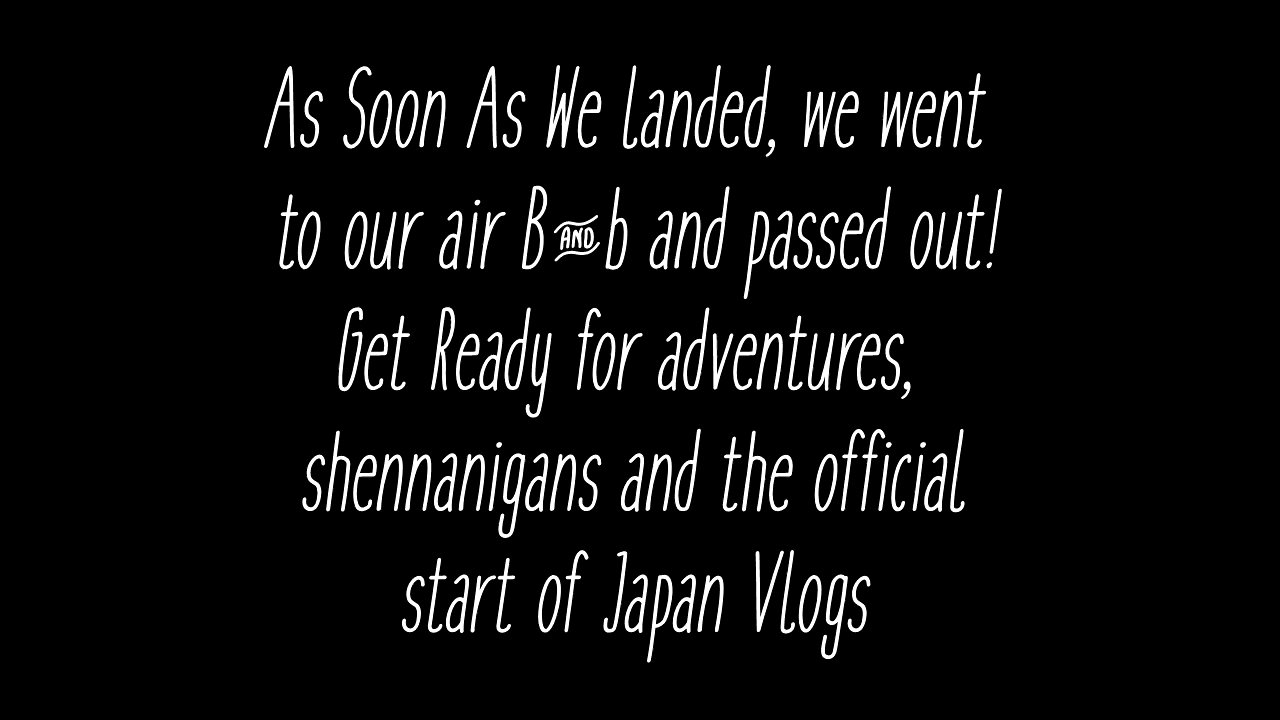 As Soon As We landed, we went
to our air B&b and passed out!
Get Ready for adventures,
shennanigans and the official
start of Japan Vlogs